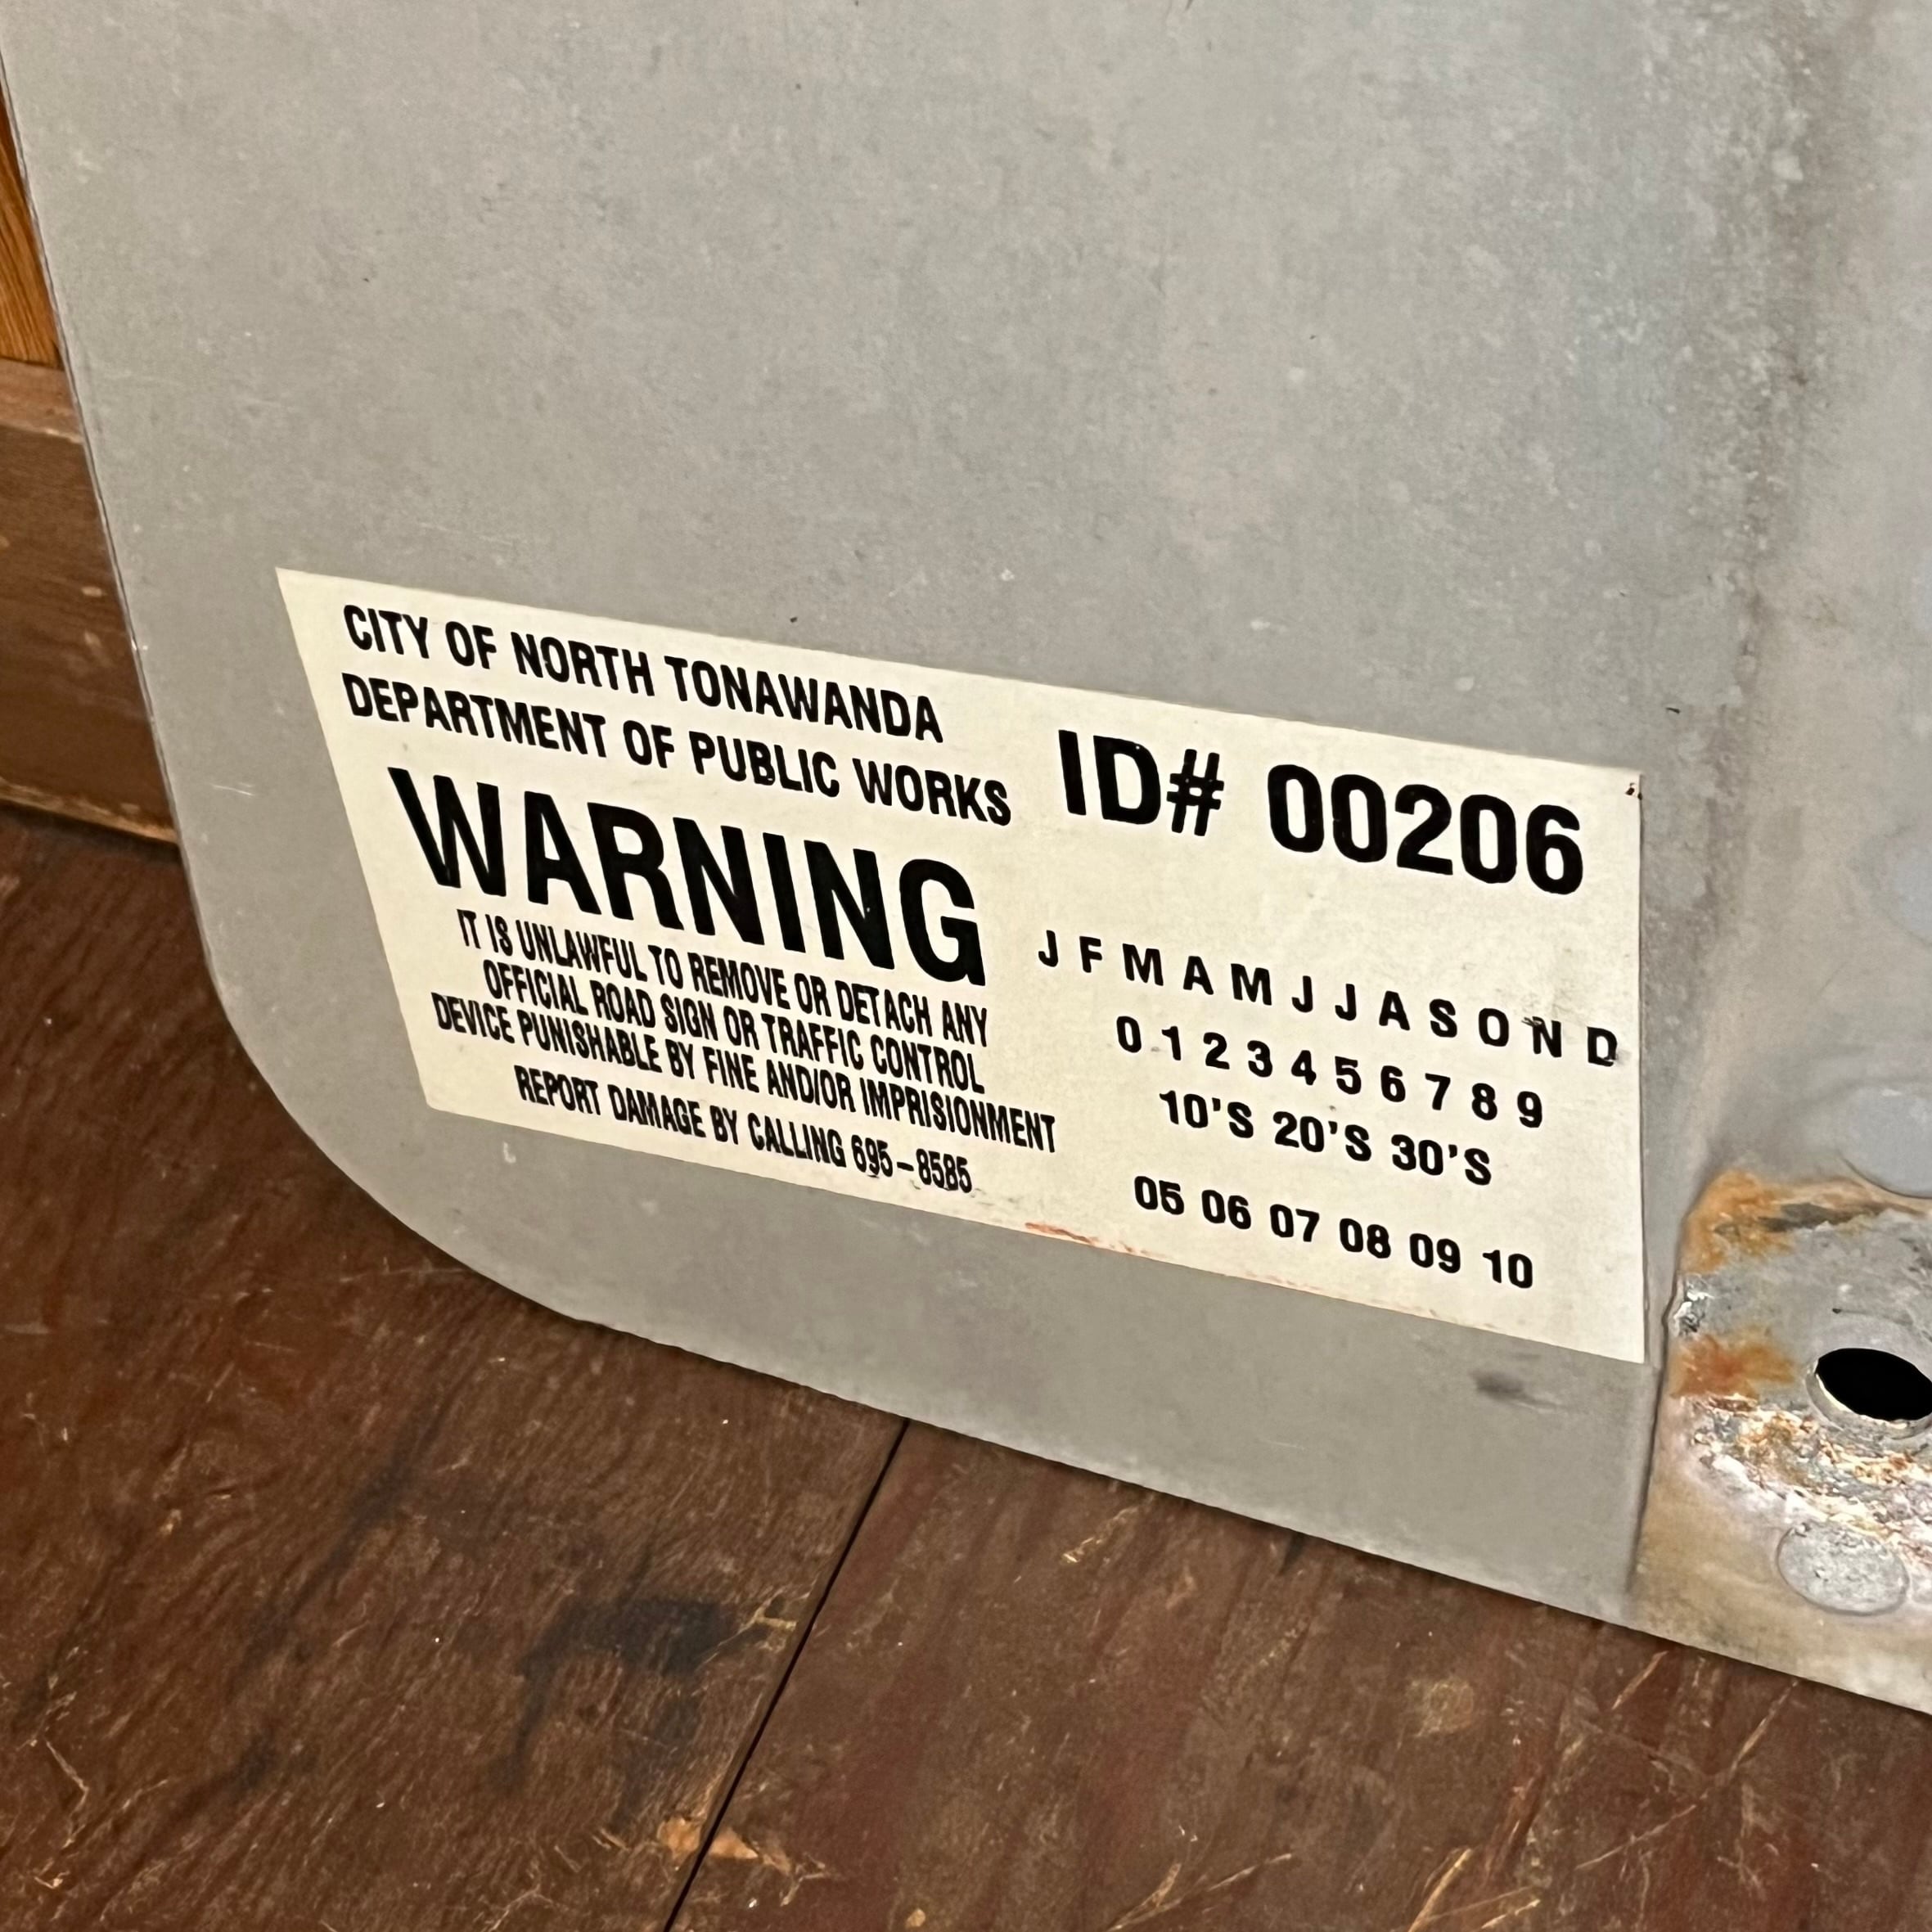 CITY OF NORTH TONAWANDA
DEPARTMENT OF PUBLIC WORKS
WARNING
IT IS UNLAWFUL TO REMOVE OR DETACH ANY
OFFICIAL ROAD SIGN OR TRAFFIC CONTROL
DEVICE PUNISHABLE BY FINE AND/OR IMPRISIONMENT
REPORT DAMAGE BY CALLING 695-8585
ID# 00206
J F M A M J J A S O N D
0 1 2 3 4 5 6 7 8 9
10'S 20'S 30'S
05 06 07 08 09 10